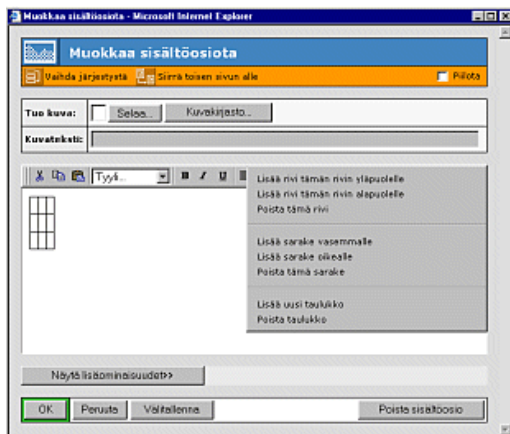 Muokkaa sisältöosiota - Microsoft Internet Explorer
Muokkaa sisältöosiota
Vaihda järjestystä Siirrä toisen sivun alle Piilota
Tuo kuva: Selaa... Kuvakirjasto...
Kuvateksti:
Tyyli... B I U
Lisää rivi tämän rivin yläpuolelle
Lisää rivi tämän rivin alapuolelle
Poista tämä rivi
Lisää sarake vasemmalle
Lisää sarake oikealle
Poista tämä sarake
Lisää uusi taulukko
Poista taulukko
Näytä lisäominaisuudet>>
OK Peruuta Välitallenna Poista sisältöosio